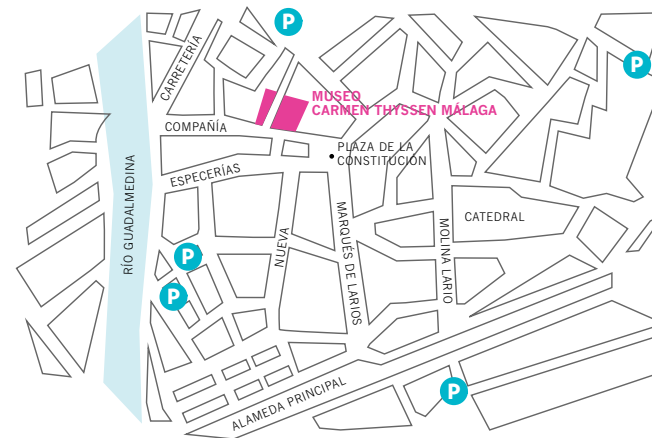 P
CARRETERÍA
P
MUSEO
CARMEN THYSSEN MÁLAGA
COMPAÑÍA
PLAZA DE LA
CONSTITUCIÓN
ESPECERÍAS
RÍO GUADALMEDINA
NUEVA
MARQUÉS DE LARIOS
MOLINA LARIO
CATEDRAL
P
P
ALAMEDA PRINCIPAL
P